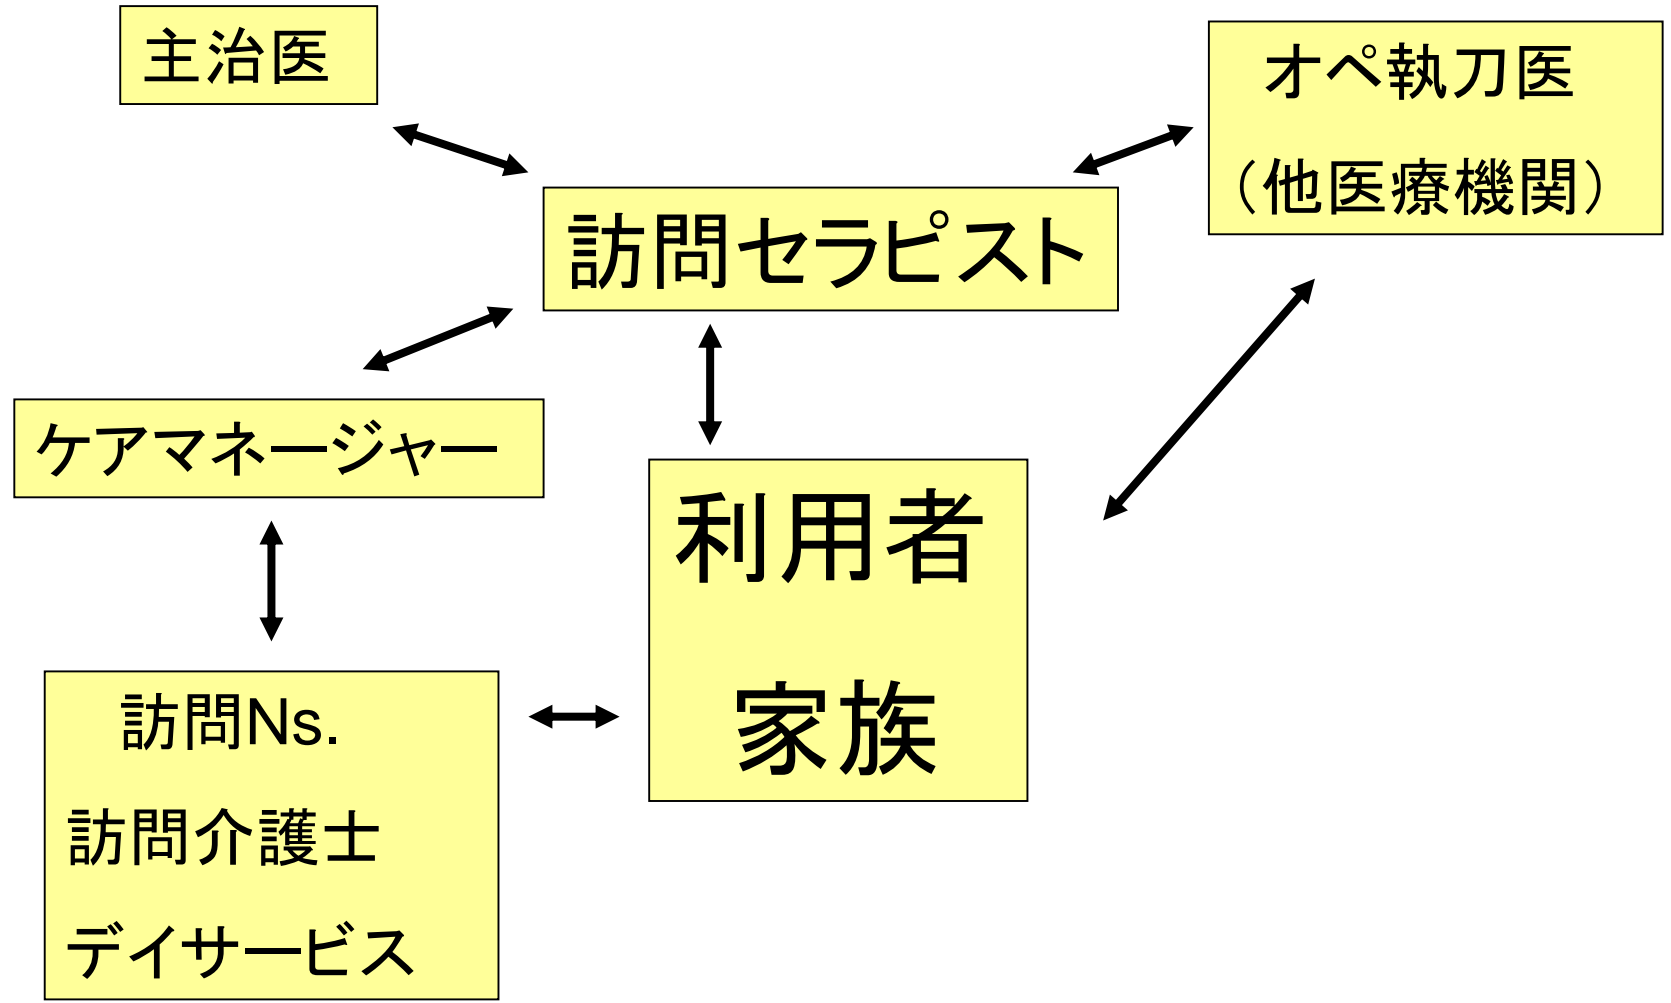 主治医
オペ執刀医
（他医療機関）
訪問セラピスト
ケアマネージャー
利用者
家族
訪問Ns.
訪問介護士
デイサービス